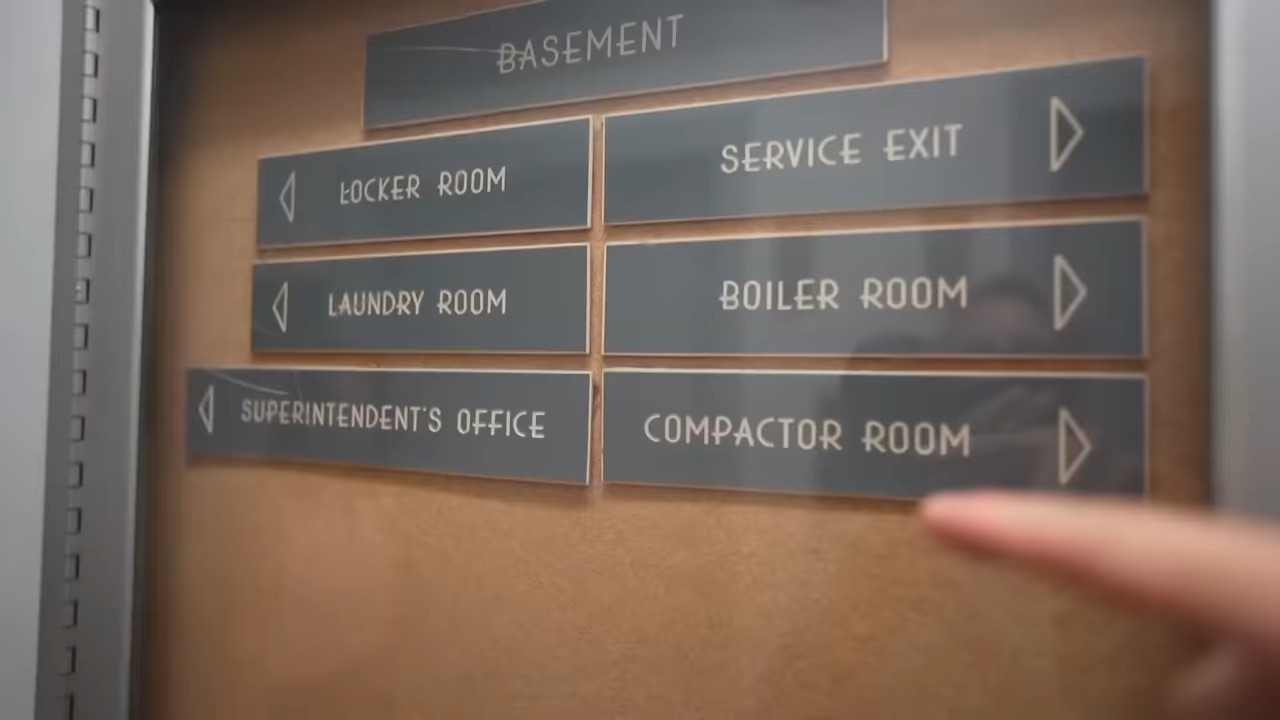 BASEMENT
LOCKER ROOM
SERVICE EXIT
LAUNDRY ROOM
BOILER ROOM
SUPERINTENDENT'S OFFICE
COMPACTOR ROOM